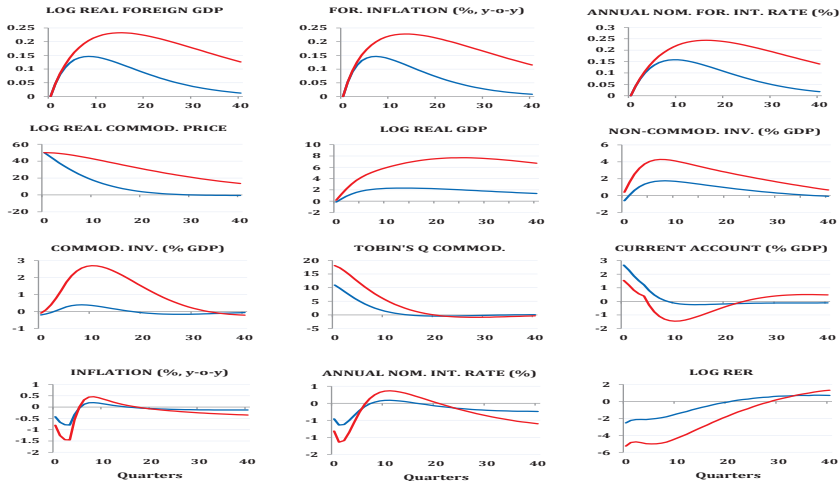 LOG REAL FOREIGN GDP
0.25
0.2
0.15
0.1
0.05
0
0 10 20 30 40
FOR. INFLATION (%, y-o-y)
0.25
0.2
0.15
0.1
0.05
0
0 10 20 30 40
ANNUAL NOM. FOR. INT. RATE (%)
0.3
0.25
0.2
0.15
0.1
0.05
0
0 10 20 30 40
LOG REAL COMMOD. PRICE
60
40
20
0
-20
0 10 20 30 40
LOG REAL GDP
10
8
6
4
2
0
-2
0 10 20 30 40
NON-COMMOD. INV. (% GDP)
6
4
2
0
-2
0 10 20 30 40
COMMOD. INV. (% GDP)
3
2
1
0
-1
0 10 20 30 40
TOBIN'S Q COMMOD.
20
15
10
5
0
-5
0 10 20 30 40
CURRENT ACCOUNT (% GDP)
3
2
1
0
-1
-2
0 10 20 30 40
INFLATION (%, y-o-y)
1
0.5
0
-0.5
-1
-1.5
-2
0 10 20 30 40
Quarters
ANNUAL NOM. INT. RATE (%)
1
0
-1
-2
0 10 20 30 40
Quarters
LOG RER
2
0
-2
-4
-6
0 10 20 30 40
Quarters